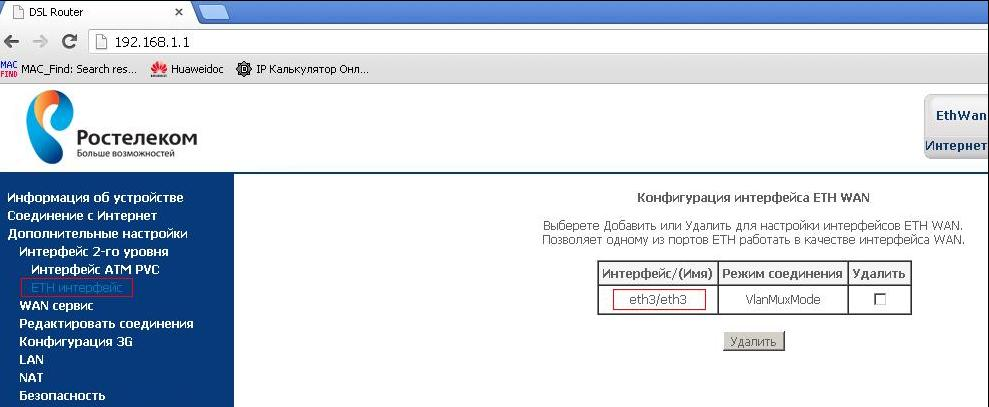 DSL Router
192.168.1.1
MAC FIND MAC_Find: Search res... Huaweidoc IP Калькулятор Онл...
Ростелеком
Больше возможностей
EthWan
Интернет
Информация об устройстве
Соединение с Интернет
Дополнительные настройки
Интерфейс 2-го уровня
Интерфейс ATM PVC
ETH интерфейс
WAN сервис
Редактировать соединения
Конфигурация 3G
LAN
NAT
Безопасность
Конфигурация интерфейса ETH WAN
Выберете Добавить или Удалить для настройки интерфейсов ETH WAN.
Позволяет одному из портов ETH работать в качестве интерфейса WAN.
Интерфейс/(Имя) Режим соединения Удалить
eth3/eth3 VlanMuxMode
Удалить